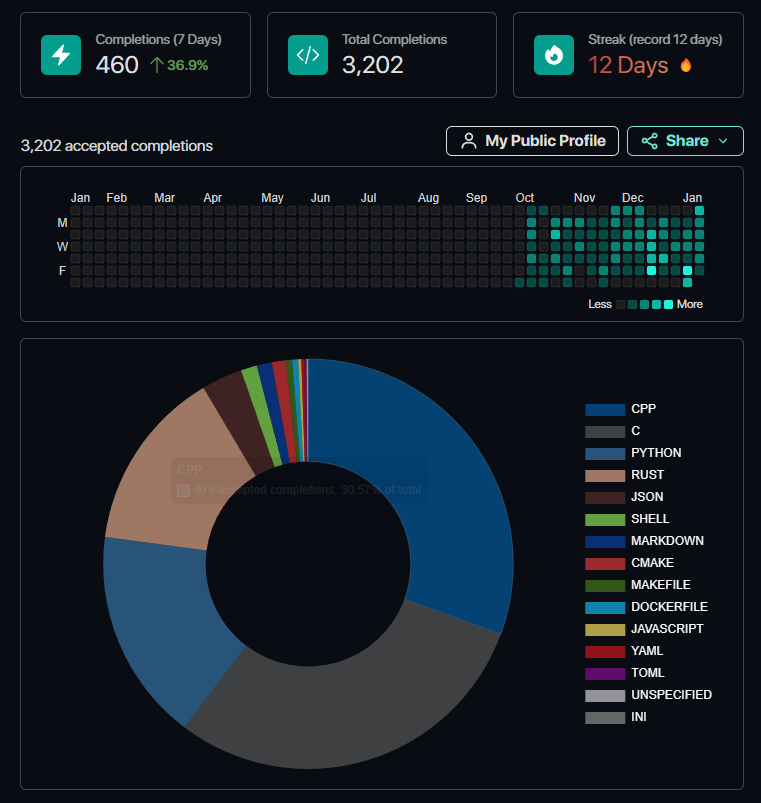 Completions (7 Days)
460 ↑ 36.9%
Total Completions
3,202
Streak (record 12 days)
12 Days
3,202 accepted completions
My Public Profile
Share
Jan Feb Mar Apr May Jun Jul Aug Sep Oct Nov Dec Jan
M
W
F
Less More
CPP
979 accepted completions, 30.57% of total
CPP
C
PYTHON
RUST
JSON
SHELL
MARKDOWN
CMAKE
MAKEFILE
DOCKERFILE
JAVASCRIPT
YAML
TOML
UNSPECIFIED
INI